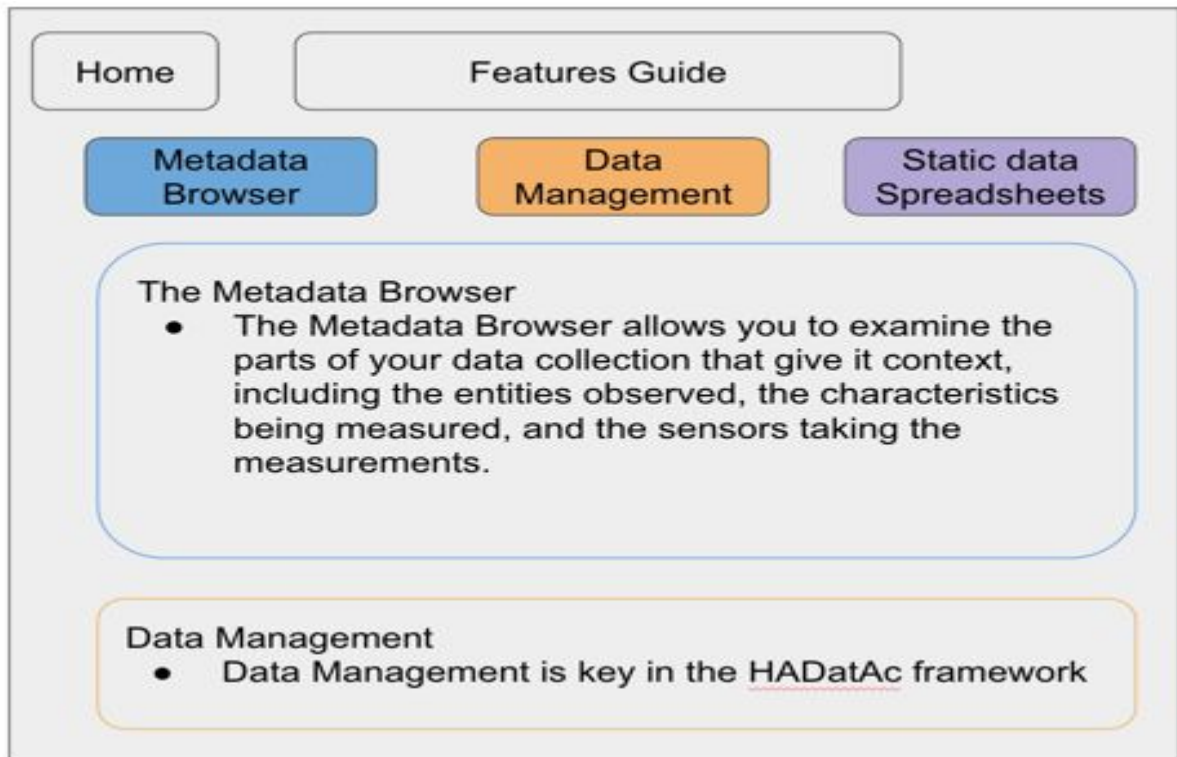 Home
Features Guide
Metadata
Browser
Data
Management
Static data
Spreadsheets
The Metadata Browser
● The Metadata Browser allows you to examine the
parts of your data collection that give it context,
including the entities observed, the characteristics
being measured, and the sensors taking the
measurements.
Data Management
● Data Management is key in the HADatAc framework